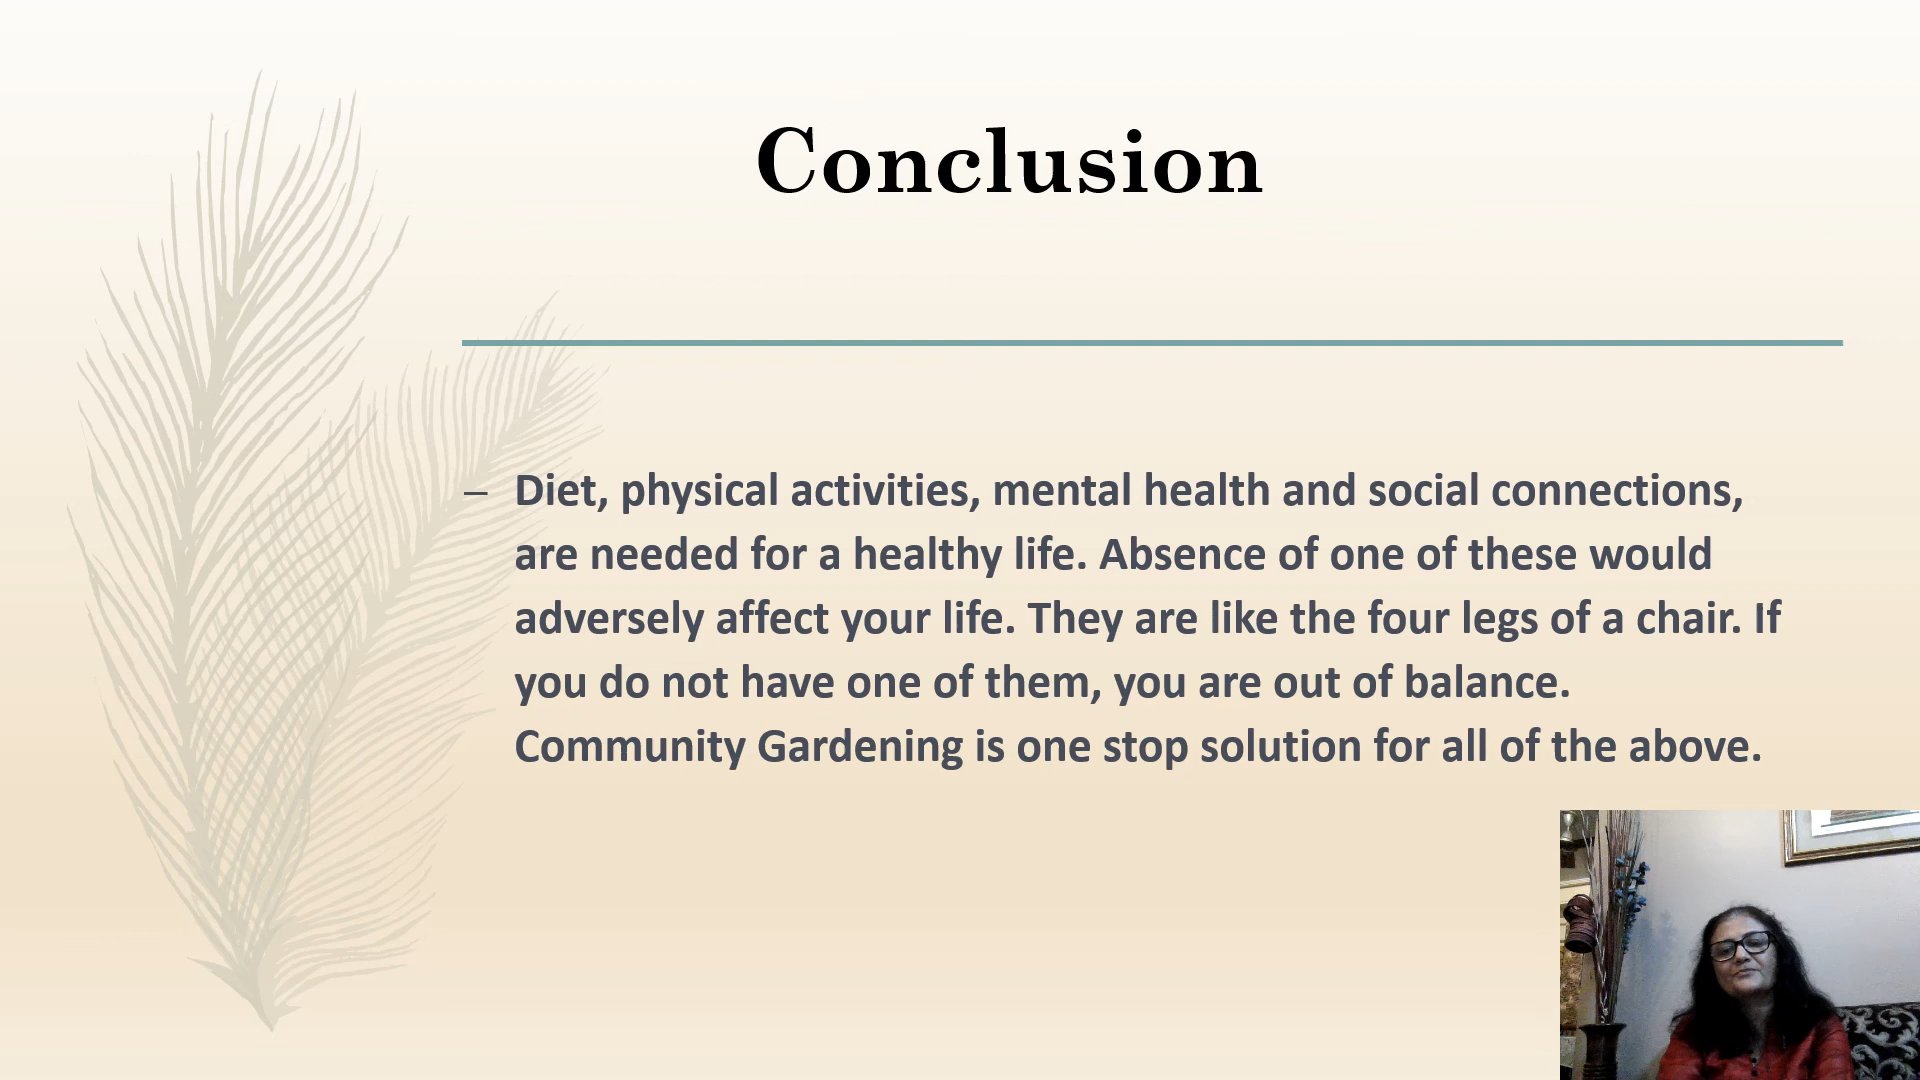 Conclusion
– Diet, physical activities, mental health and social connections,
are needed for a healthy life. Absence of one of these would
adversely affect your life. They are like the four legs of a chair. If
you do not have one of them, you are out of balance.
Community Gardening is one stop solution for all of the above.